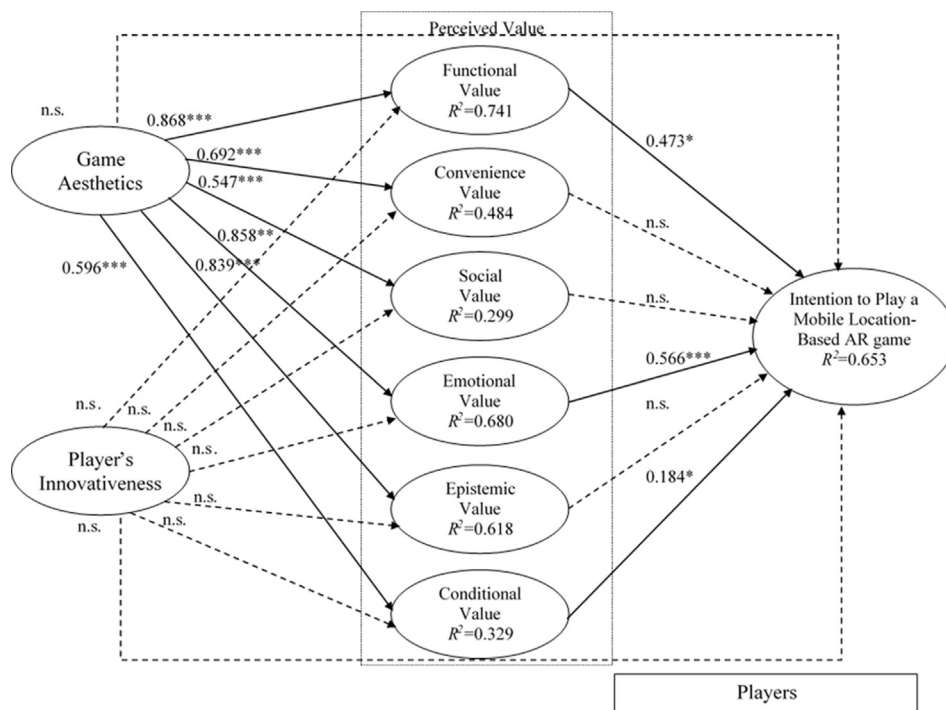 Perceived Value
n.s.
Game
Aesthetics
Player's
Innovativeness
0.868***
0.692***
0.547***
0.858**
0.839***
0.596***
n.s.
n.s.
n.s.
n.s.
n.s.
n.s.
n.s.
Functional
Value
R²=0.741
Convenience
Value
R²=0.484
Social
Value
R²=0.299
Emotional
Value
R²=0.680
Epistemic
Value
R²=0.618
Conditional
Value
R²=0.329
0.473*
n.s.
n.s.
0.566***
n.s.
0.184*
Intention to Play a
Mobile Location-
Based AR game
R²=0.653
Players